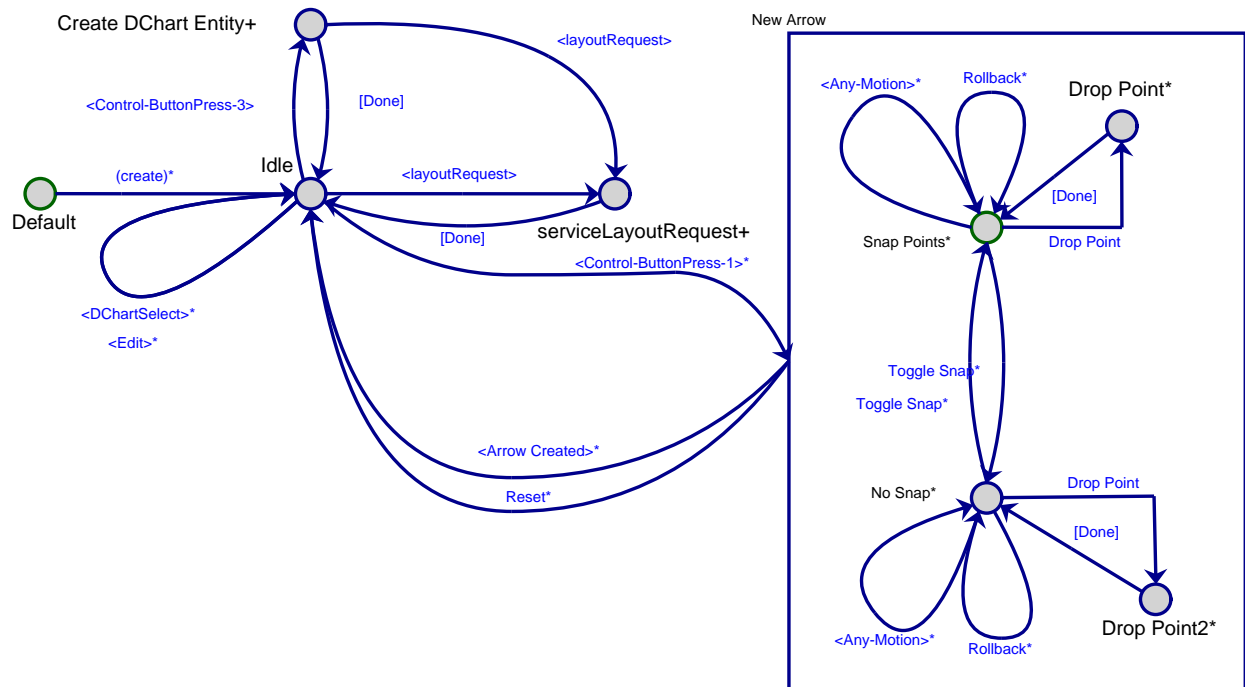 New Arrow
Create DChart Entity+
<layoutRequest>
<Control-ButtonPress-3>
[Done]
<Any-Motion>*
Rollback*
Drop Point*
Idle
(create)*
<layoutRequest>
Default
[Done]
serviceLayoutRequest+
<Control-ButtonPress-1>*
[Done]
Snap Points*
Drop Point
<DChartSelect>*
<Edit>*
Toggle Snap*
Toggle Snap*
<Arrow Created>*
Reset*
No Snap*
Drop Point
[Done]
<Any-Motion>*
Rollback*
Drop Point2*